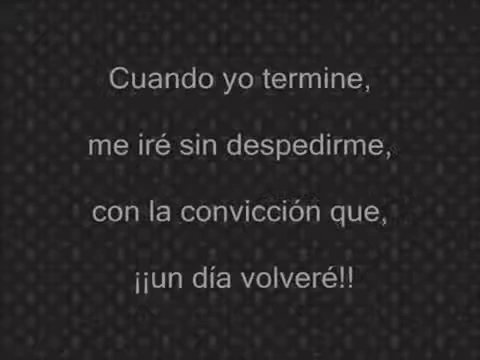 Cuando yo termine,
me iré sin despedirme,
con la convicción que,
¡¡un día volveré!!